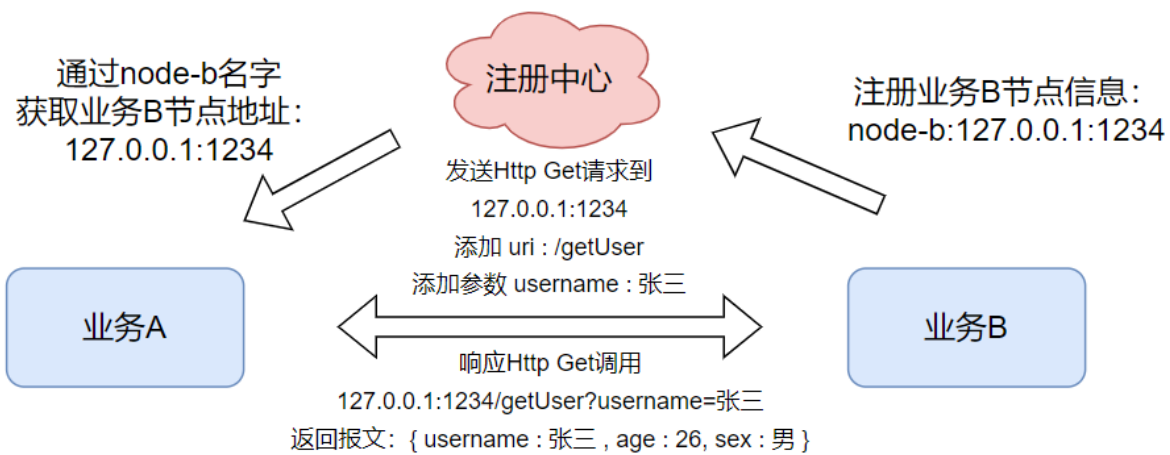 注册中心
通过node-b名字
获取业务B节点地址：
127.0.0.1:1234
注册业务B节点信息：
node-b:127.0.0.1:1234
发送Http Get请求到
127.0.0.1:1234
添加 uri : /getUser
添加参数 username : 张三
业务A
业务B
响应Http Get调用
127.0.0.1:1234/getUser?username=张三
返回报文：{ username : 张三 , age : 26, sex : 男 }